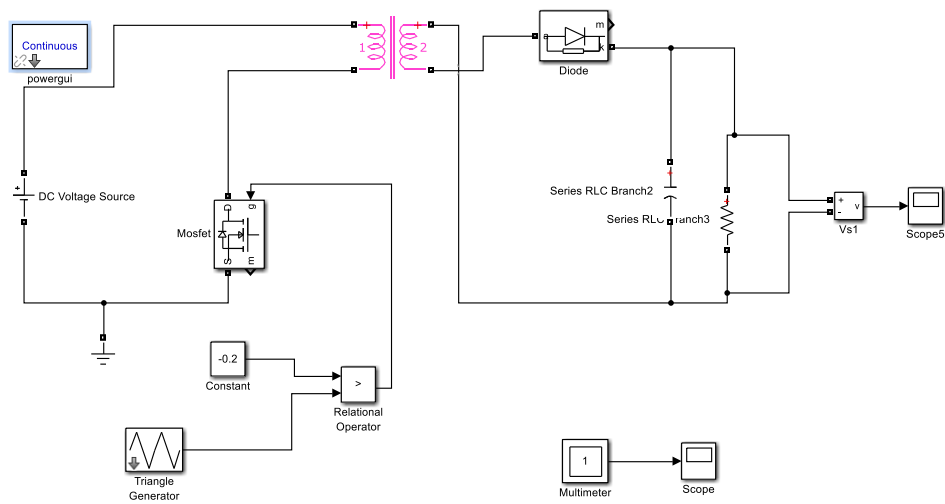 Continuous
powergui
DC Voltage Source
+
1
+
+
2
a
m
k
Diode
Mosfet
D
g
S
m
Series RLC Branch2
+
Series RLC Branch3
+
+
-
v
Vs1
Scope5
-0.2
Constant
>
Relational
Operator
Triangle
Generator
1
Multimeter
Scope